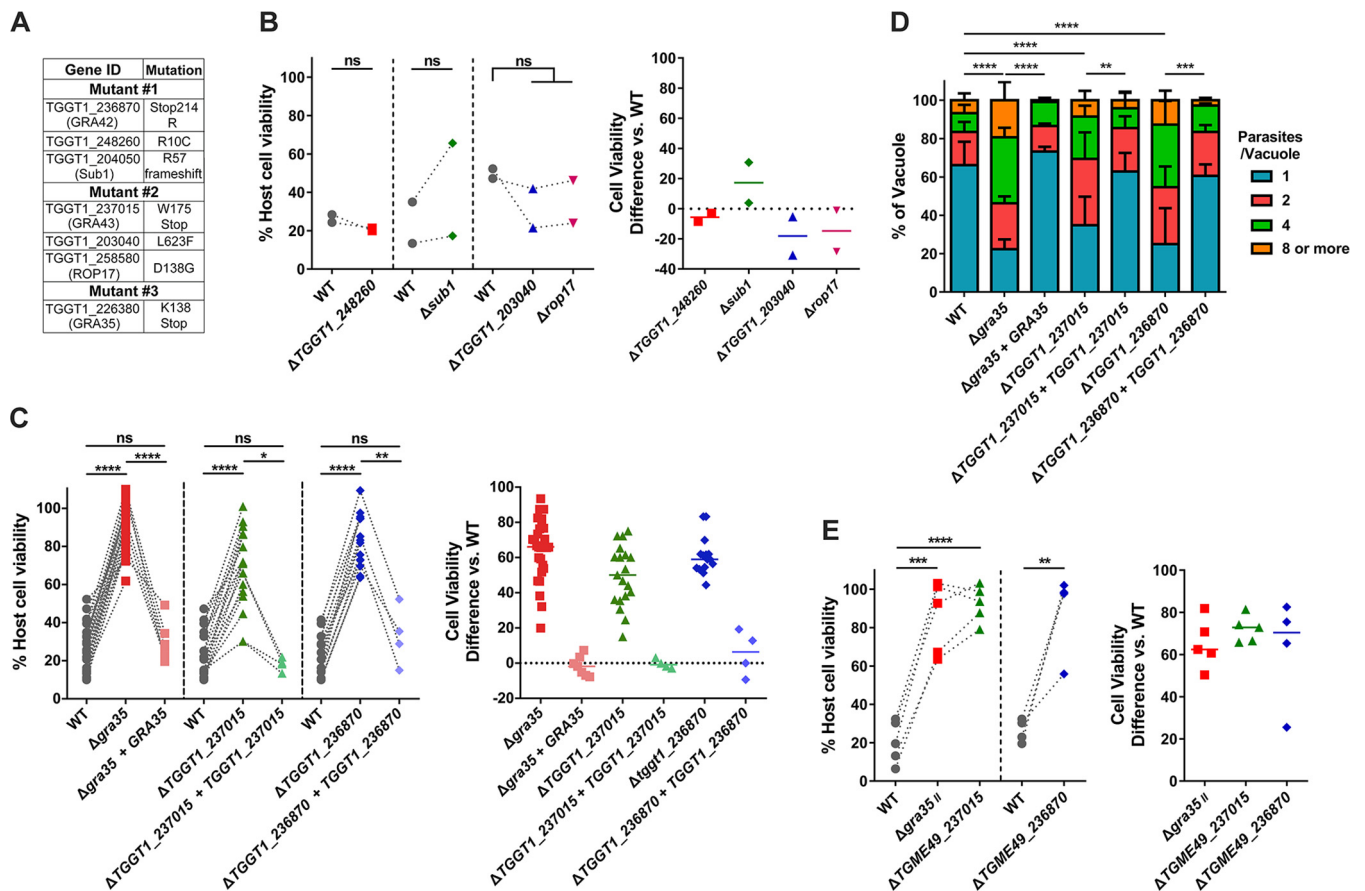 A
Gene ID Mutation
Mutant #1
TGGT1_236870 (GRA42) Stop214 R
TGGT1_248260 R10C
TGGT1_204050 (Sub1) R57 frameshift
Mutant #2
TGGT1_237015 (GRA43) W175 Stop
TGGT1_203040 L623F
TGGT1_258580 (ROP17) D138G
Mutant #3
TGGT1_226380 (GRA35) K138 Stop
B
ns ns ns
% Host cell viability
100
80
60
40
20
0
WT
ΔTGGT1_248260
WT
Δsub1
WT
ΔTGGT1_203040
Δrop17
Cell Viability
Difference vs. WT
100
80
60
40
20
0
-20
-40
ΔTGGT1_248260
Δsub1
ΔTGGT1_203040
Δrop17
D
****
****
**** **** ** ***
% of Vacuole
100
80
60
40
20
0
WT
Δgra35
Δgra35 + GRA35
ΔTGGT1_237015
ΔTGGT1_237015 + TGGT1_237015
ΔTGGT1_236870
ΔTGGT1_236870 + TGGT1_236870
Parasites
/Vacuole
1
2
4
8 or more
C
ns ns ns
**** **** **** * **** **
% Host cell viability
100
80
60
40
20
0
WT
Δgra35
Δgra35 + GRA35
WT
ΔTGGT1_237015
ΔTGGT1_237015 + TGGT1_237015
WT
ΔTGGT1_236870
ΔTGGT1_236870 + TGGT1_236870
Cell Viability
Difference vs. WT
100
80
60
40
20
0
-20
Δgra35
Δgra35 + GRA35
ΔTGGT1_237015
ΔTGGT1_237015 + TGGT1_237015
Δtggt1_236870
ΔTGGT1_236870 + TGGT1_236870
E
****
*** **
% Host cell viability
100
80
60
40
20
0
WT
Δgra35 II
ΔTGME49_237015
WT
ΔTGME49_236870
Cell Viability
Difference vs. WT
100
80
60
40
20
0
Δgra35 II
ΔTGME49_237015
ΔTGME49_236870